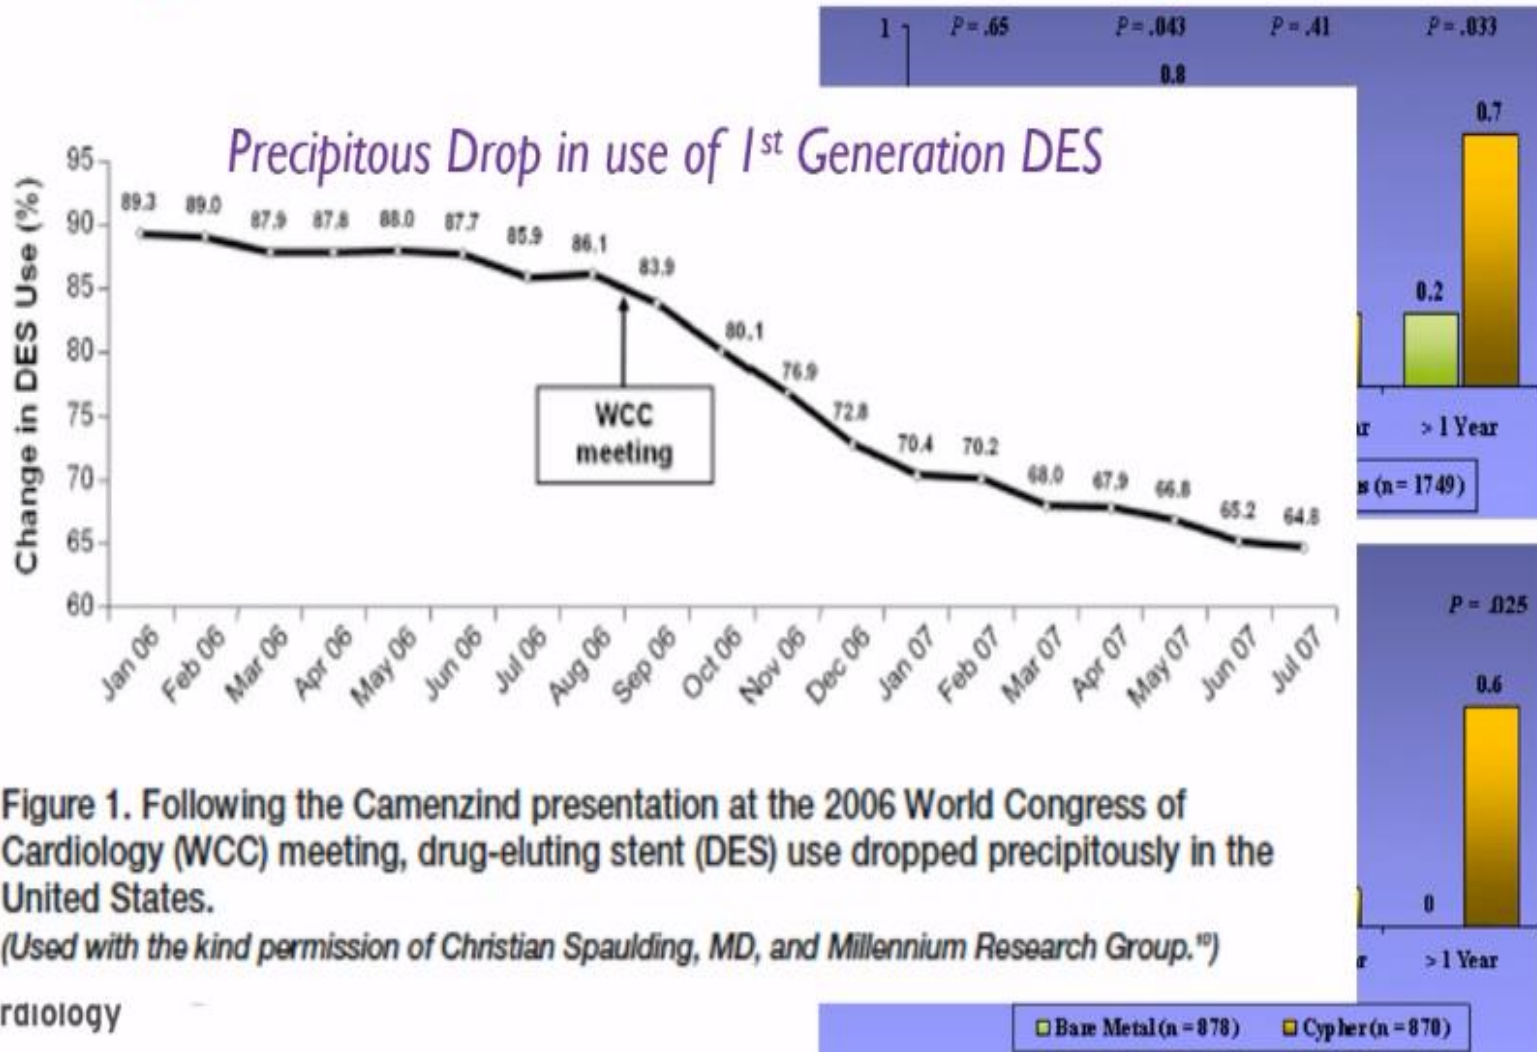 1
P = .65
P = .043
P = .41
P = .033
0.8
0.7
0.2
Precipitous Drop in use of 1st Generation DES
Change in DES Use (%)
95
90
85
80
75
70
65
60
89.3
89.0
87.9
87.8
88.0
87.7
85.9
86.1
83.9
80.1
76.9
72.8
70.4
70.2
68.0
67.9
66.8
65.2
64.8
WCC
meeting
Jan 06
Feb 06
Mar 06
Apr 06
May 06
Jun 06
Jul 06
Aug 06
Sep 06
Oct 06
Nov 06
Dec 06
Jan 07
Feb 07
Mar 07
Apr 07
May 07
Jun 07
Jul 07
> 1 Year
(n= 1749)
P = .025
0.6
0
> 1 Year
Figure 1. Following the Camenzind presentation at the 2006 World Congress of
Cardiology (WCC) meeting, drug-eluting stent (DES) use dropped precipitously in the
United States.
(Used with the kind permission of Christian Spaulding, MD, and Millennium Research Group.¹⁰)
rdiology
Bare Metal (n = 878)
Cypher (n = 870)